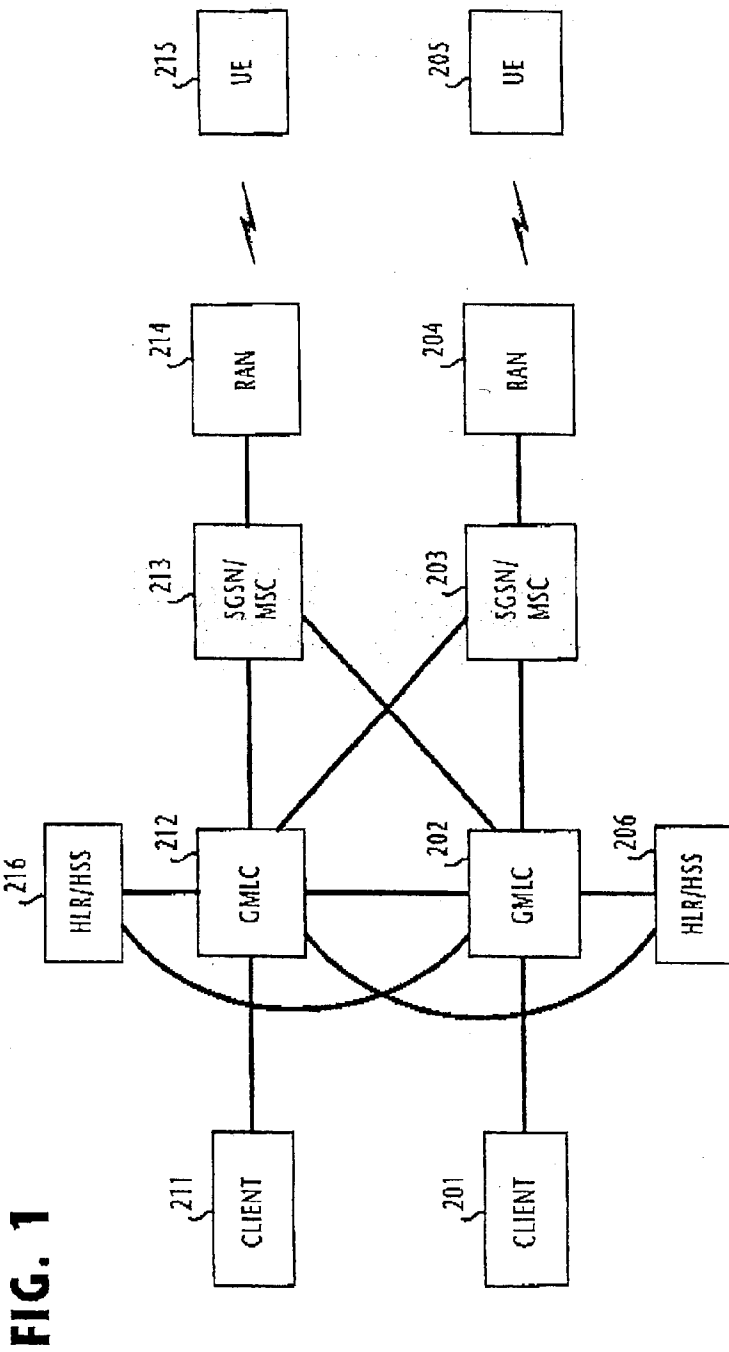 FIG. 1
216
HLR/HSS
211
CLIENT
212
GMLC
213
SGSN/
MSC
214
RAN
215
UE
201
CLIENT
202
GMLC
203
SGSN/
MSC
204
RAN
205
UE
206
HLR/HSS